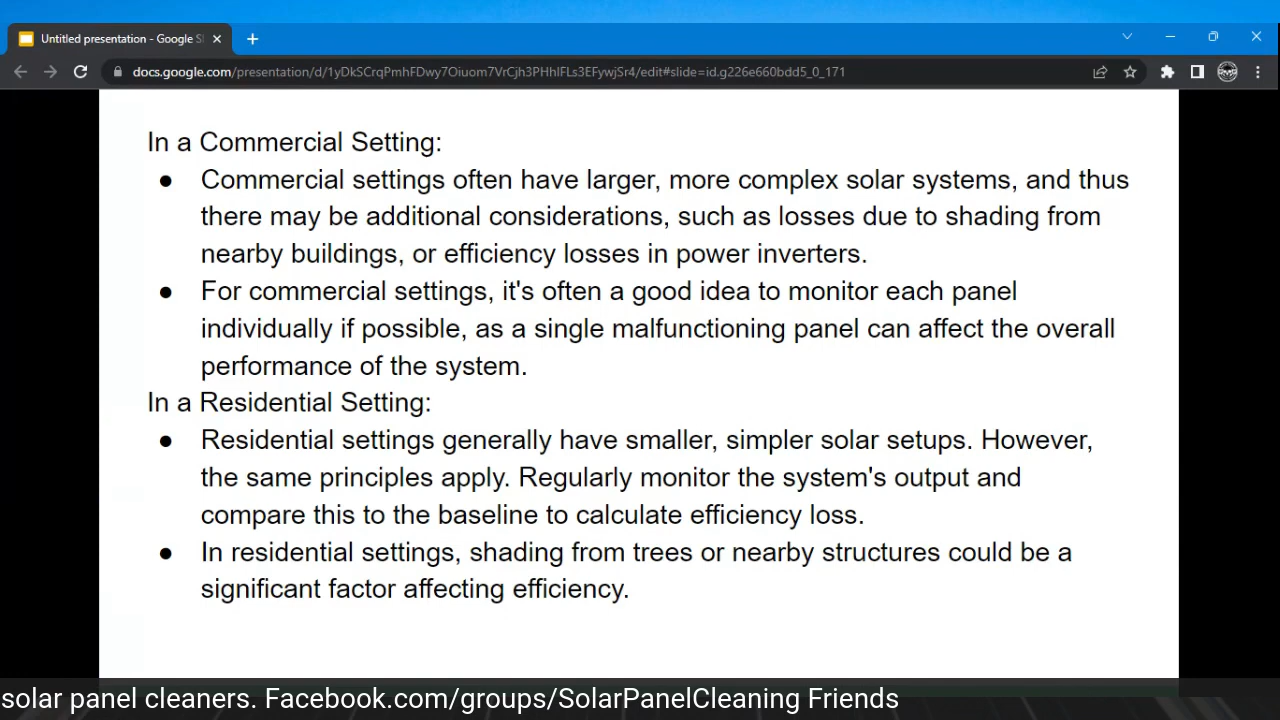 Untitled presentation - Google Sl
docs.google.com/presentation/d/1yDkSCrqPmhFDwy7Oiuom7VrCjh3PHhIFLs3EFywjSr4/edit#slide=id.g226e660bdd5_0_171
In a Commercial Setting:
● Commercial settings often have larger, more complex solar systems, and thus
there may be additional considerations, such as losses due to shading from
nearby buildings, or efficiency losses in power inverters.
● For commercial settings, it's often a good idea to monitor each panel
individually if possible, as a single malfunctioning panel can affect the overall
performance of the system.
In a Residential Setting:
● Residential settings generally have smaller, simpler solar setups. However,
the same principles apply. Regularly monitor the system's output and
compare this to the baseline to calculate efficiency loss.
● In residential settings, shading from trees or nearby structures could be a
significant factor affecting efficiency.
solar panel cleaners. Facebook.com/groups/SolarPanelCleaning Friends